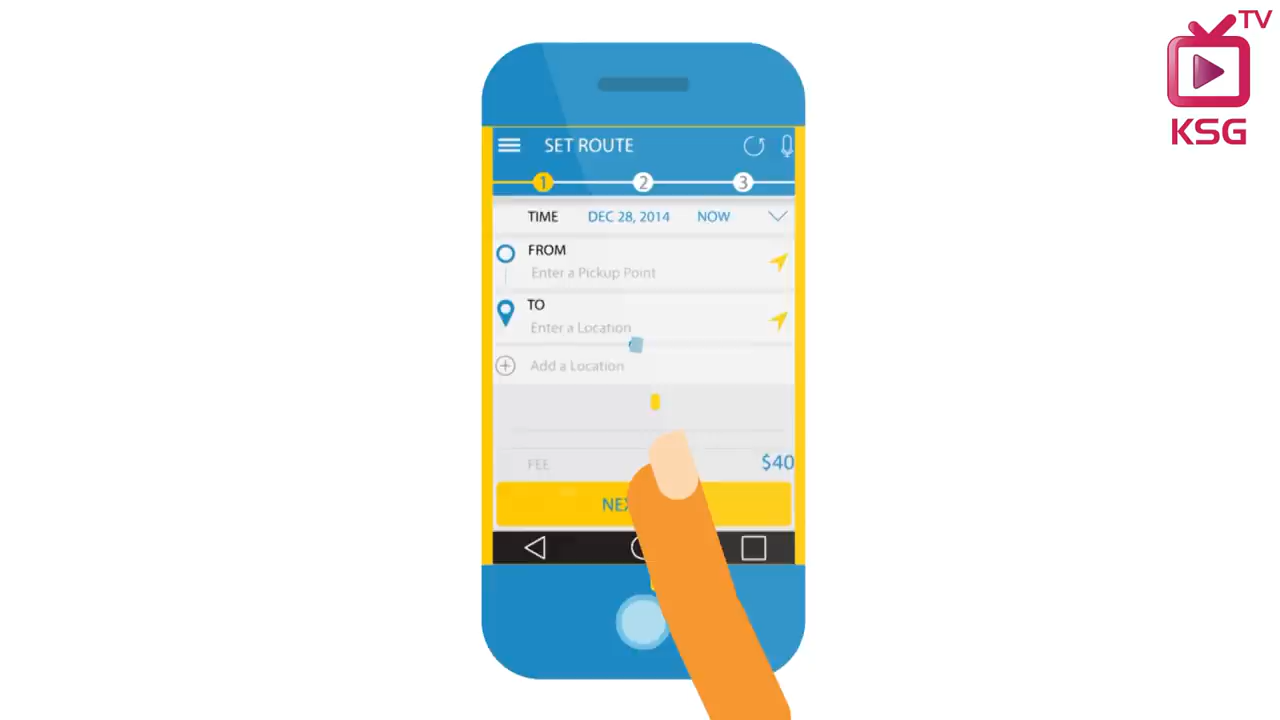 TV
KSG
SET ROUTE
1 2 3
TIME DEC 28, 2014 NOW
FROM
Enter a Pickup Point
TO
Enter a Location
Add a Location
FEE $40